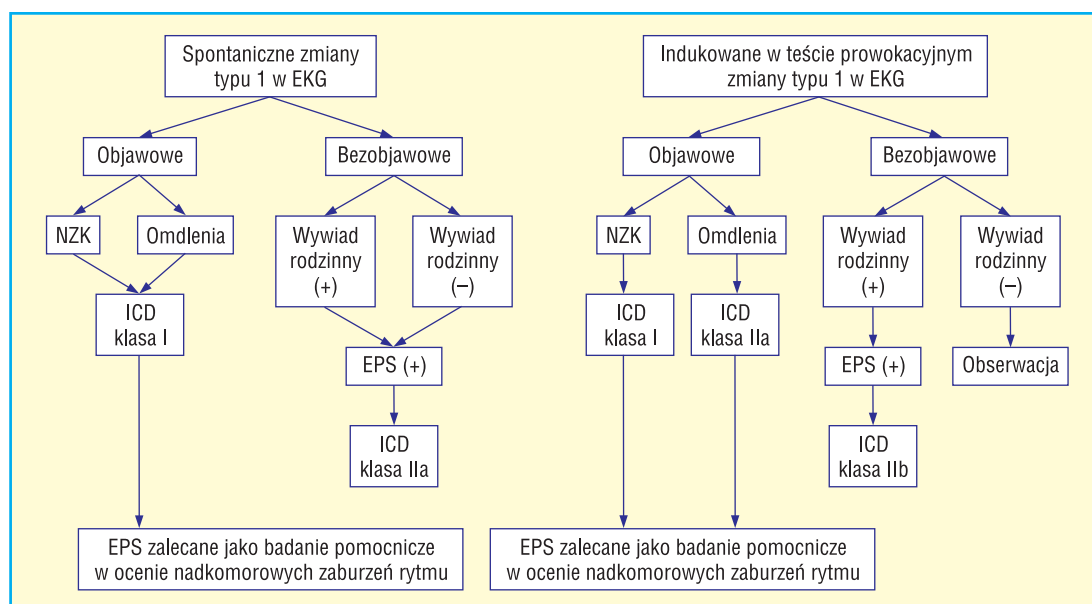 Spontaniczne zmiany
typu 1 w EKG
Objawowe
Bezobjawowe
NZK
Omdlenia
Wywiad
rodzinny
(+)
Wywiad
rodzinny
(–)
ICD
klasa I
EPS (+)
ICD
klasa IIa
EPS zalecane jako badanie pomocnicze
w ocenie nadkomorowych zaburzeń rytmu
Indukowane w teście prowokacyjnym
zmiany typu 1 w EKG
Objawowe
Bezobjawowe
NZK
Omdlenia
Wywiad
rodzinny
(+)
Wywiad
rodzinny
(–)
ICD
klasa I
ICD
klasa IIa
EPS (+)
Obserwacja
ICD
klasa IIb
EPS zalecane jako badanie pomocnicze
w ocenie nadkomorowych zaburzeń rytmu